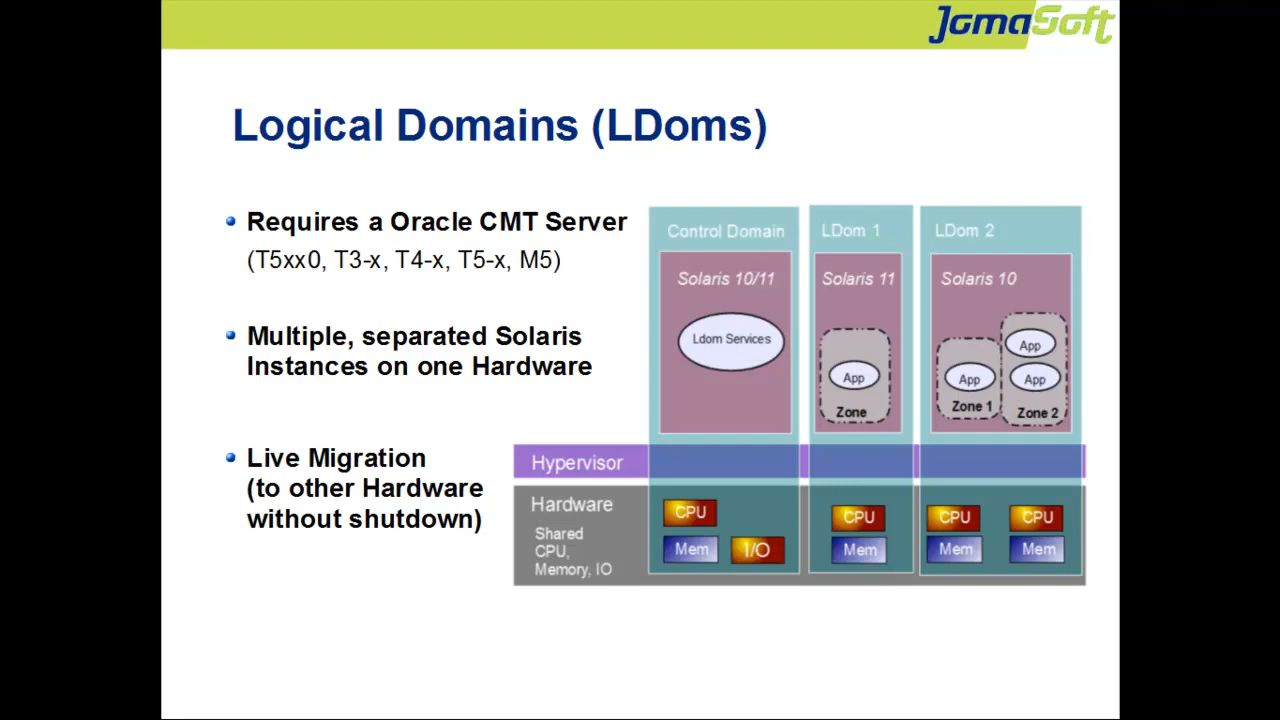 JomaSoft
Logical Domains (LDoms)
Requires a Oracle CMT Server
(T5xx0, T3-x, T4-x, T5-x, M5)
Multiple, separated Solaris
Instances on one Hardware
Live Migration
(to other Hardware
without shutdown)
Control Domain
Solaris 10/11
Ldom Services
LDom 1
Solaris 11
App
Zone
LDom 2
Solaris 10
App
Zone 1
App
App
Zone 2
Hypervisor
Hardware
Shared
CPU,
Memory, IO
CPU
Mem
I/O
CPU
Mem
CPU
Mem
CPU
Mem